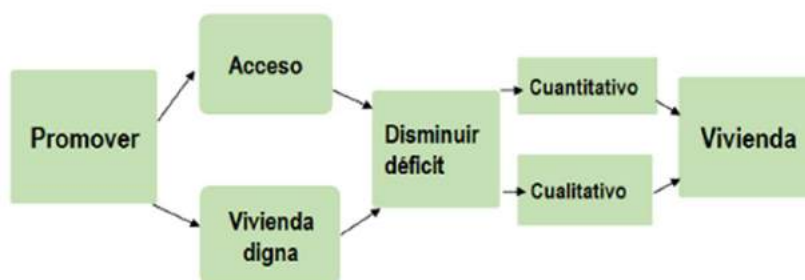 Promover
Acceso
Vivienda
digna
Disminuir
déficit
Cuantitativo
Cualitativo
Vivienda